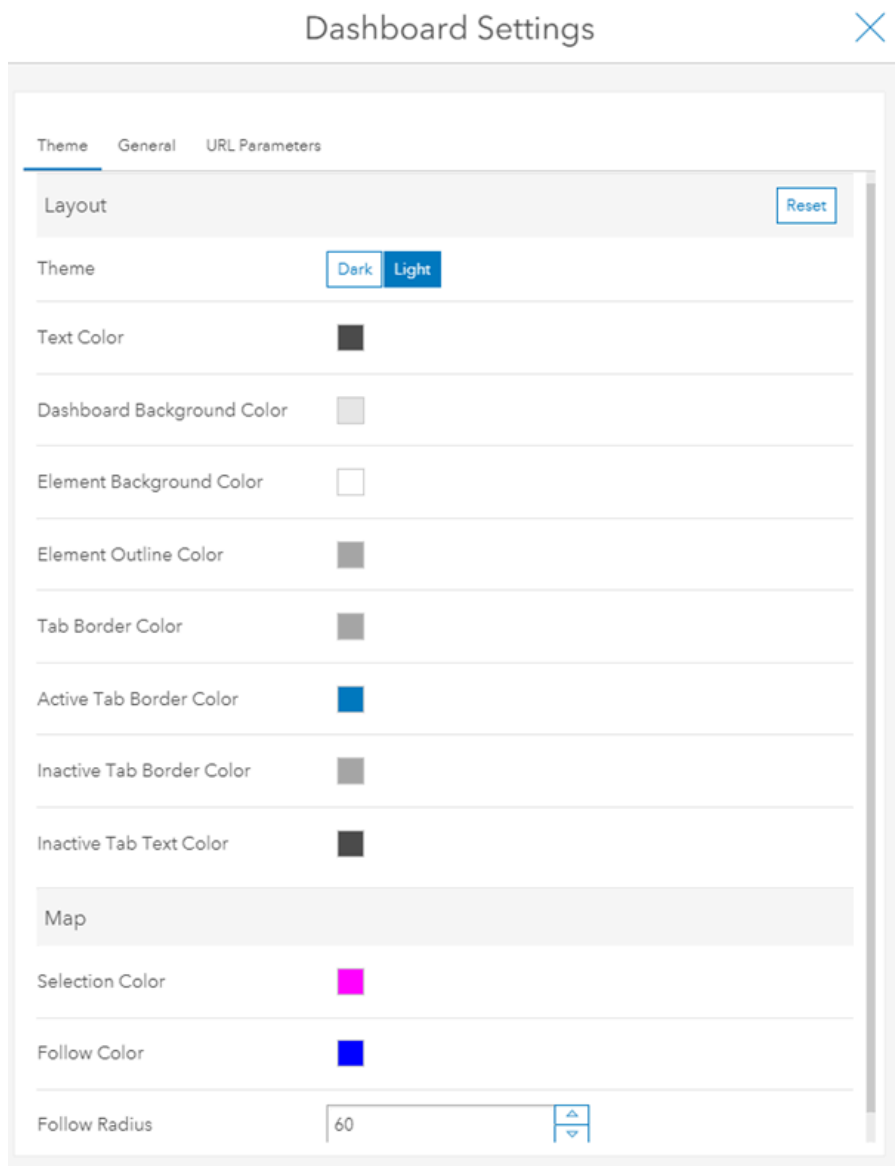 Dashboard Settings
Theme General URL Parameters
Layout Reset
Theme Dark Light
Text Color
Dashboard Background Color
Element Background Color
Element Outline Color
Tab Border Color
Active Tab Border Color
Inactive Tab Border Color
Inactive Tab Text Color
Map
Selection Color
Follow Color
Follow Radius 60